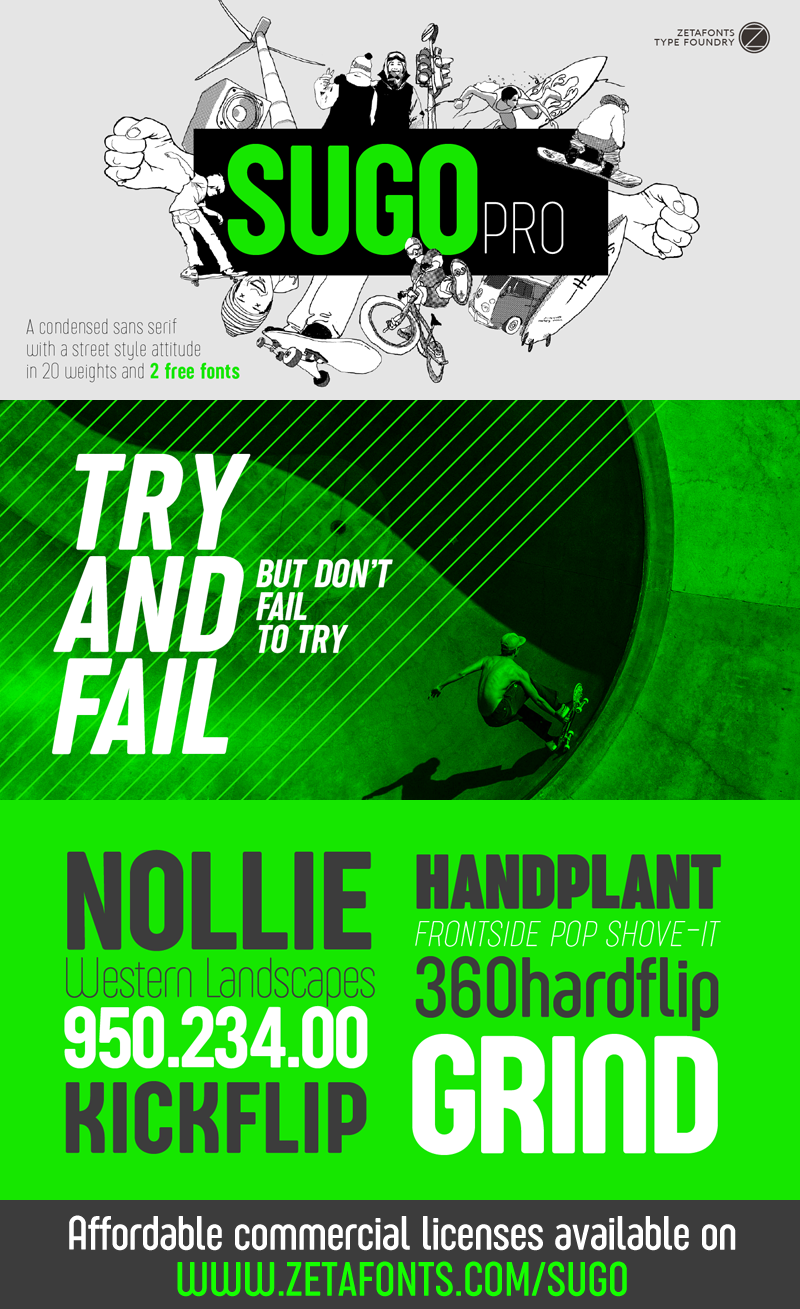 ZETAFONTS
TYPE FOUNDRY
SUGO PRO
A condensed sans serif
with a street style attitude
in 20 weights and 2 free fonts
TRY
AND
FAIL
BUT DON'T
FAIL
TO TRY
NOLLIE
Western Landscapes
950.234.00
KICKFLIP
HANDPLANT
FRONTSIDE POP SHOVE-IT
360hardflip
GRIND
Affordable commercial licenses available on
WWW.ZETAFONTS.COM/SUGO